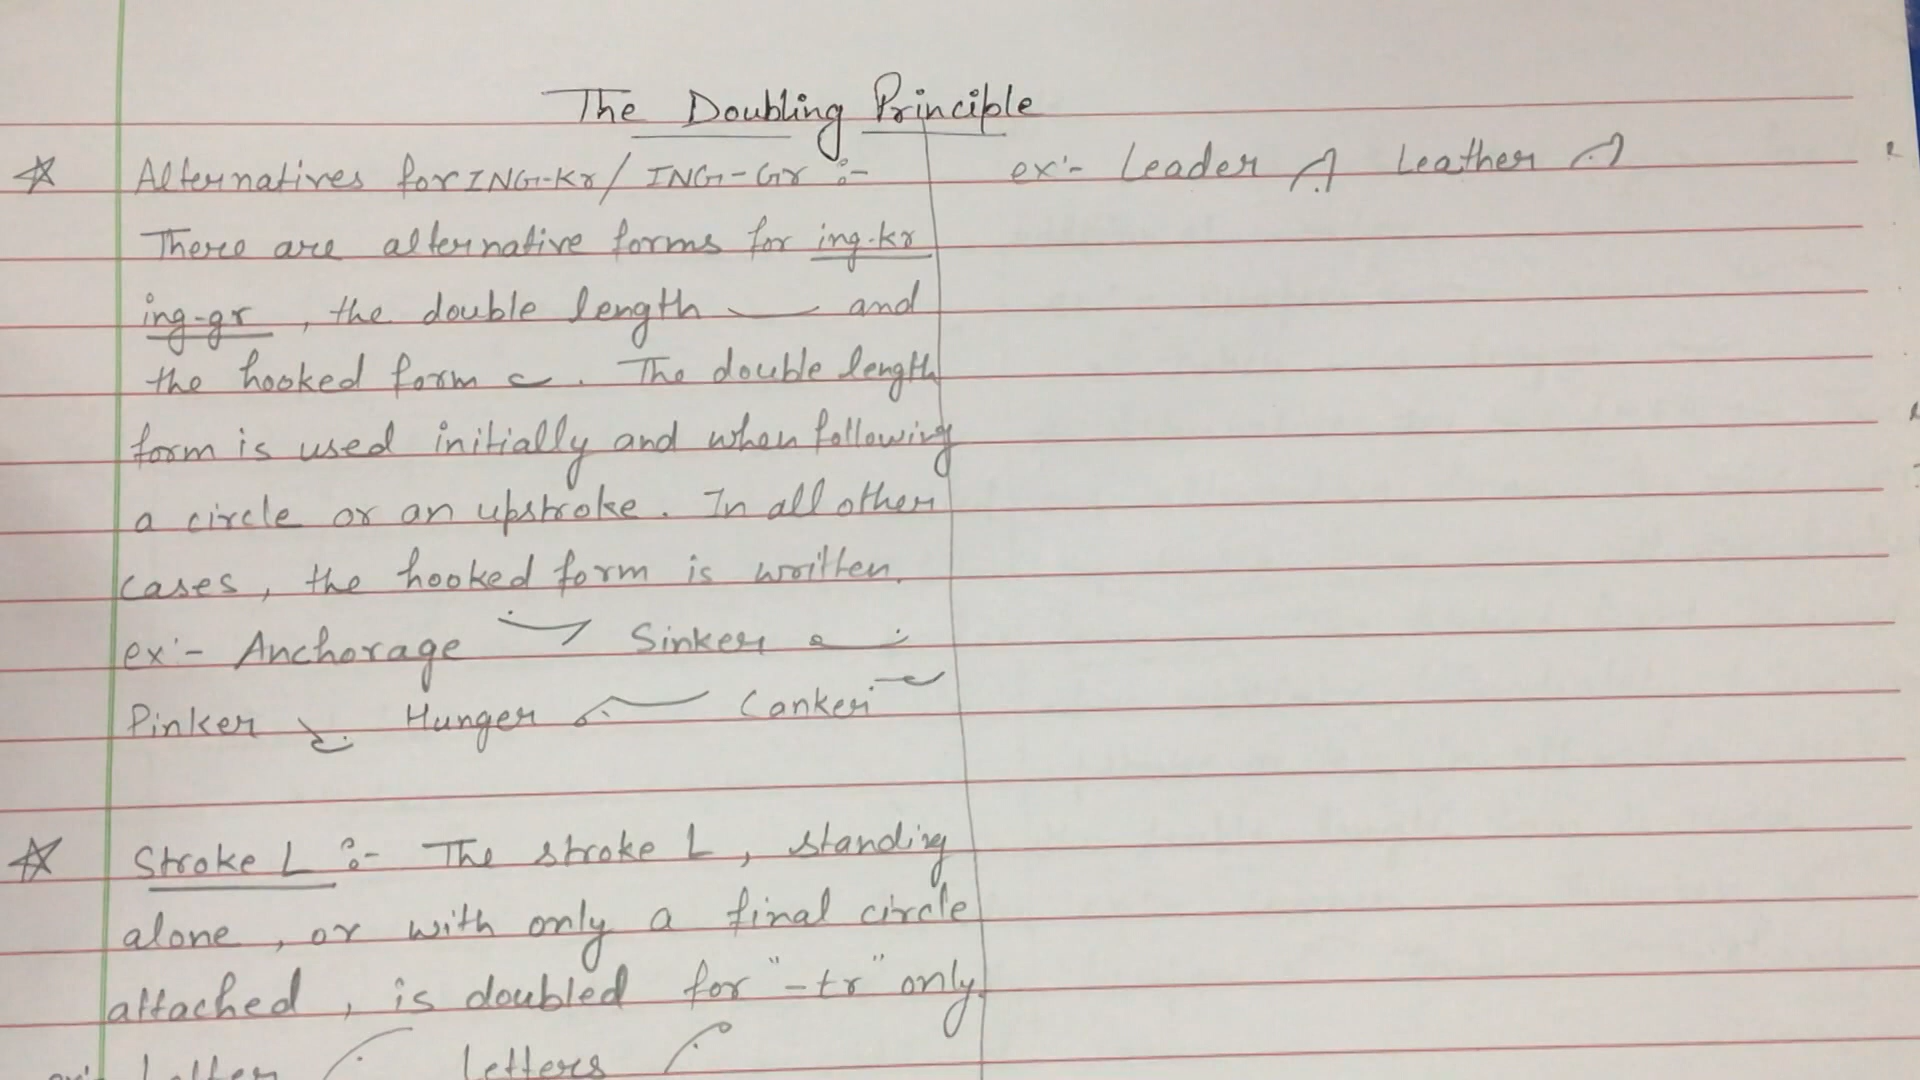 The Doubling Principle
Alternatives for ING-Kr / ING-Gr :-
There are alternative forms for ing-kr
ing-gr, the double length and
the hooked form. The double length
form is used initially and when following
a circle or an upstroke. In all other
cases, the hooked form is written.
ex:- Anchorage Sinker
Pinker Hunger Canker
Stroke L :- The stroke L, standing
alone, or with only a final circle
attached, is doubled for "-tr" only.
ex:- Letter Letters
ex:- Leader Leather